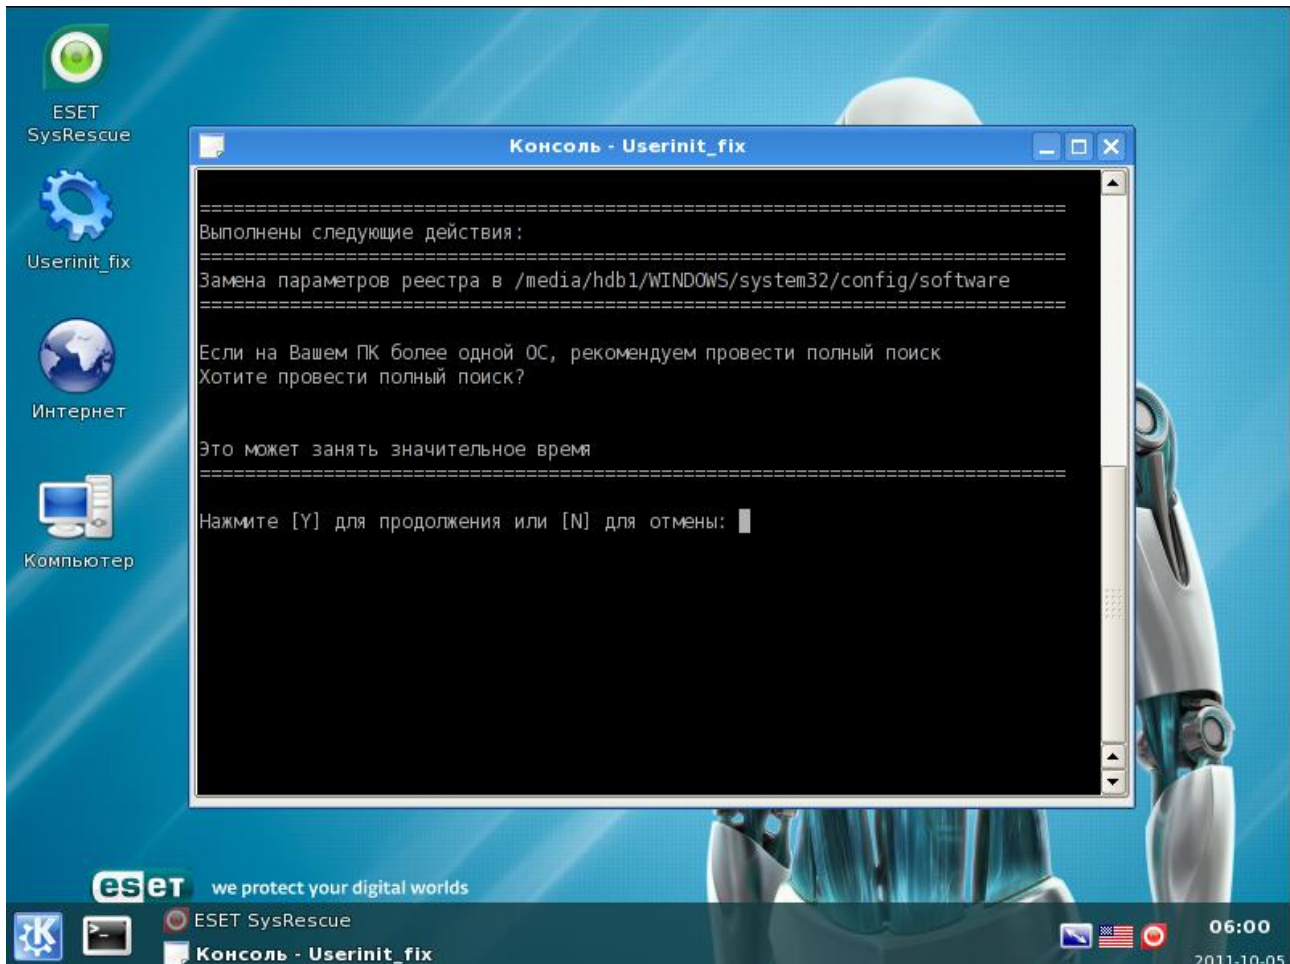 ESET
SysRescue
Userinit_fix
Интернет
Компьютер
Консоль - Userinit_fix
========================================================================
Выполнены следующие действия:
========================================================================
Замена параметров реестра в /media/hdb1/WINDOWS/system32/config/software
========================================================================
Если на Вашем ПК более одной ОС, рекомендуем провести полный поиск
Хотите провести полный поиск?
Это может занять значительное время
========================================================================
Нажмите [Y] для продолжения или [N] для отмены:
eset we protect your digital worlds
ESET SysRescue
Консоль - Userinit_fix
06:00
2011-10-05